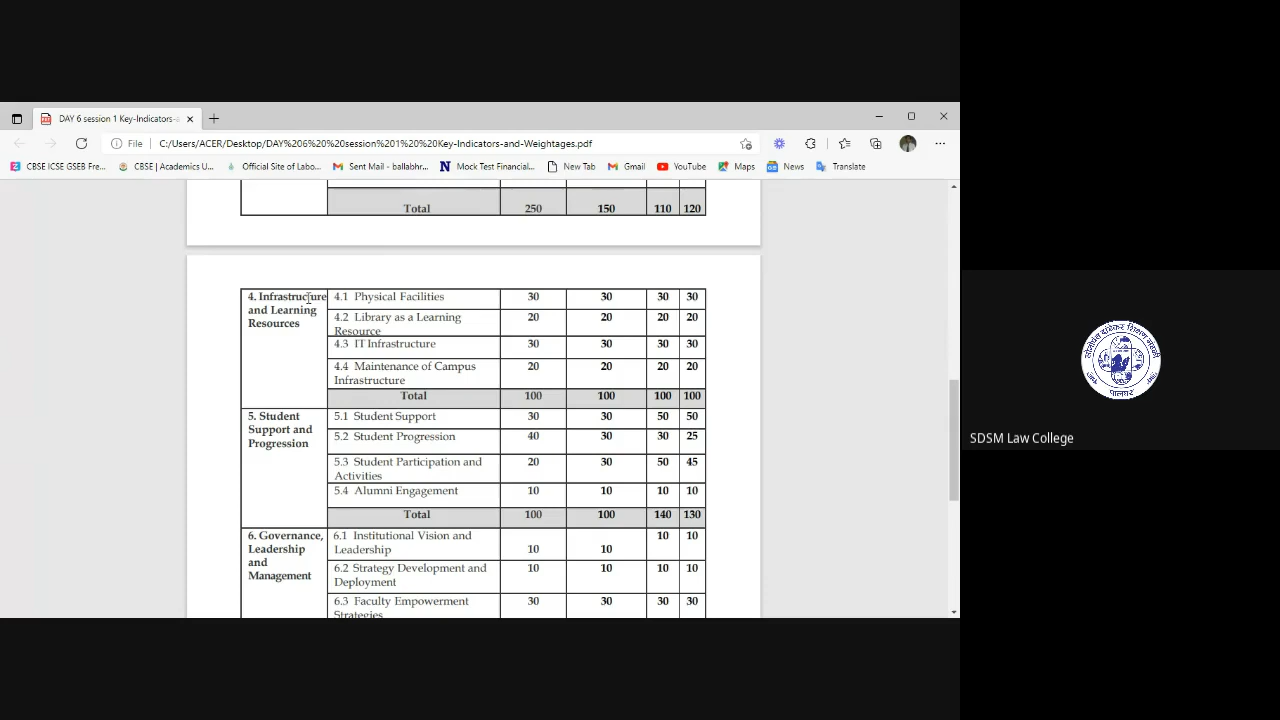 DAY 6 session 1 Key-Indicators-a
File C:/Users/ACER/Desktop/DAY%206%20%20session%201%20%20Key-Indicators-and-Weightages.pdf
CBSE ICSE GSEB Fre... CBSE | Academics U... Official Site of Labo... Sent Mail - ballabhr... Mock Test Financial... New Tab Gmail YouTube Maps News Translate
Total 250 150 110 120
4. Infrastructure 4.1 Physical Facilities 30 30 30 30
and Learning 4.2 Library as a Learning 20 20 20 20
Resources Resource
4.3 IT Infrastructure 30 30 30 30
4.4 Maintenance of Campus 20 20 20 20
Infrastructure
Total 100 100 100 100
5. Student 5.1 Student Support 30 30 50 50
Support and 5.2 Student Progression 40 30 30 25
Progression
5.3 Student Participation and 20 30 50 45
Activities
5.4 Alumni Engagement 10 10 10 10
Total 100 100 140 130
6. Governance, 6.1 Institutional Vision and 10 10
Leadership Leadership 10 10
and 6.2 Strategy Development and 10 10 10 10
Management Deployment
6.3 Faculty Empowerment 30 30 30 30
Strategies
SDSM Law College
पालघर